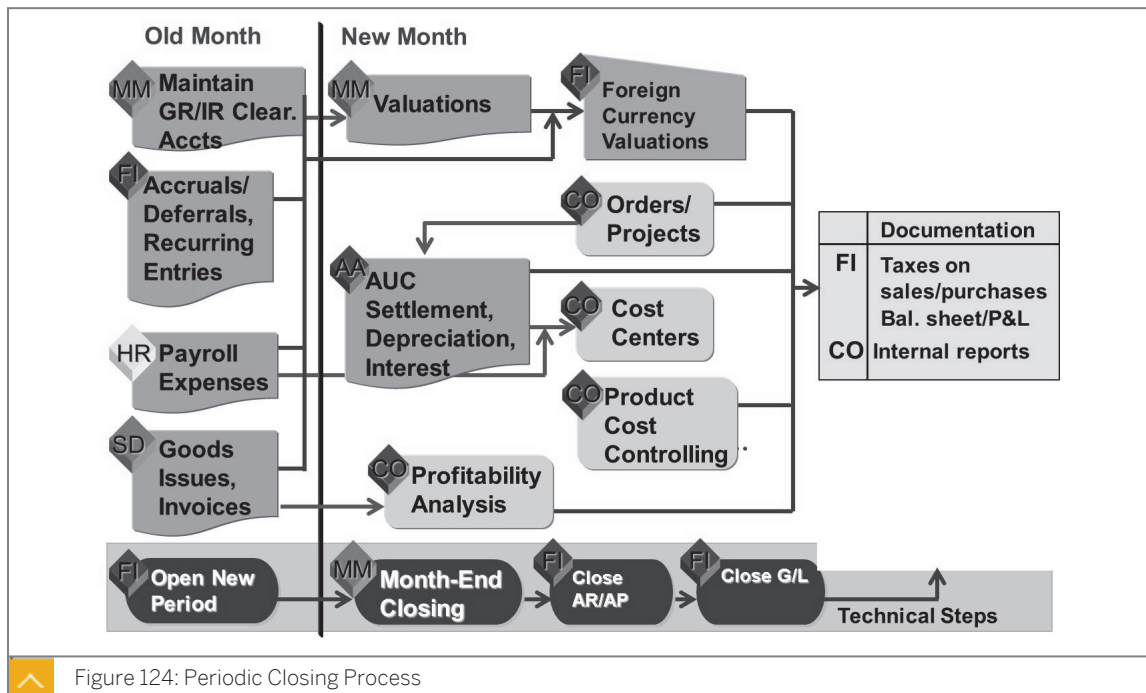 Old Month
New Month
MM Maintain
GR/IR Clear.
Accts
MM Valuations
FI Foreign
Currency
Valuations
FI Accruals/
Deferrals,
Recurring
Entries
CO Orders/
Projects
AA AUC
Settlement,
Depreciation,
Interest
CO Cost
Centers
HR Payroll
Expenses
CO Product
Cost
Controlling ..
SD Goods
Issues,
Invoices
CO Profitability
Analysis
Documentation
FI Taxes on
sales/purchases
Bal. sheet/P&L
CO Internal reports
FI Open New
Period
MM Month-End
Closing
FI Close
AR/AP
FI Close G/L
Technical Steps
Figure 124: Periodic Closing Process